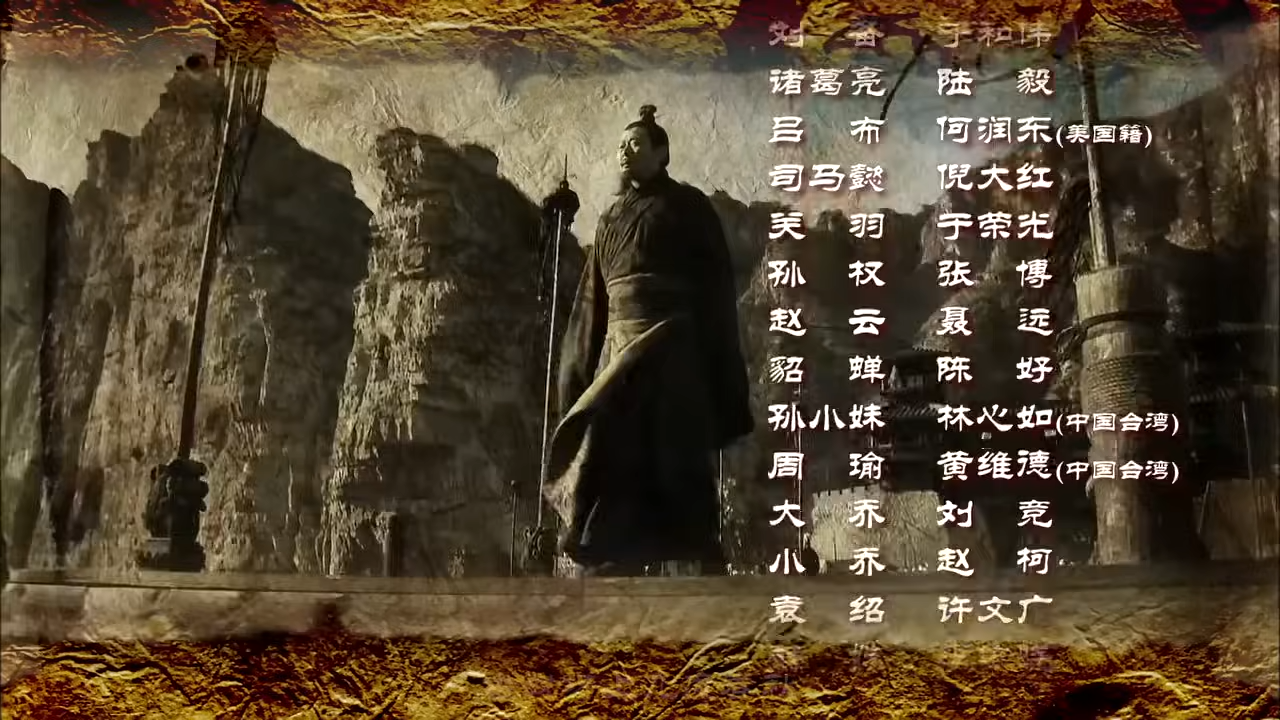 刘备 于和伟
诸葛亮 陆毅
吕布 何润东(美国籍)
司马懿 倪大红
关羽 于荣光
孙权 张博
赵云 聂远
貂蝉 陈好
孙小妹 林心如(中国台湾)
周瑜 黄维德(中国台湾)
大乔 刘竞
小乔 赵柯
袁绍 许文广